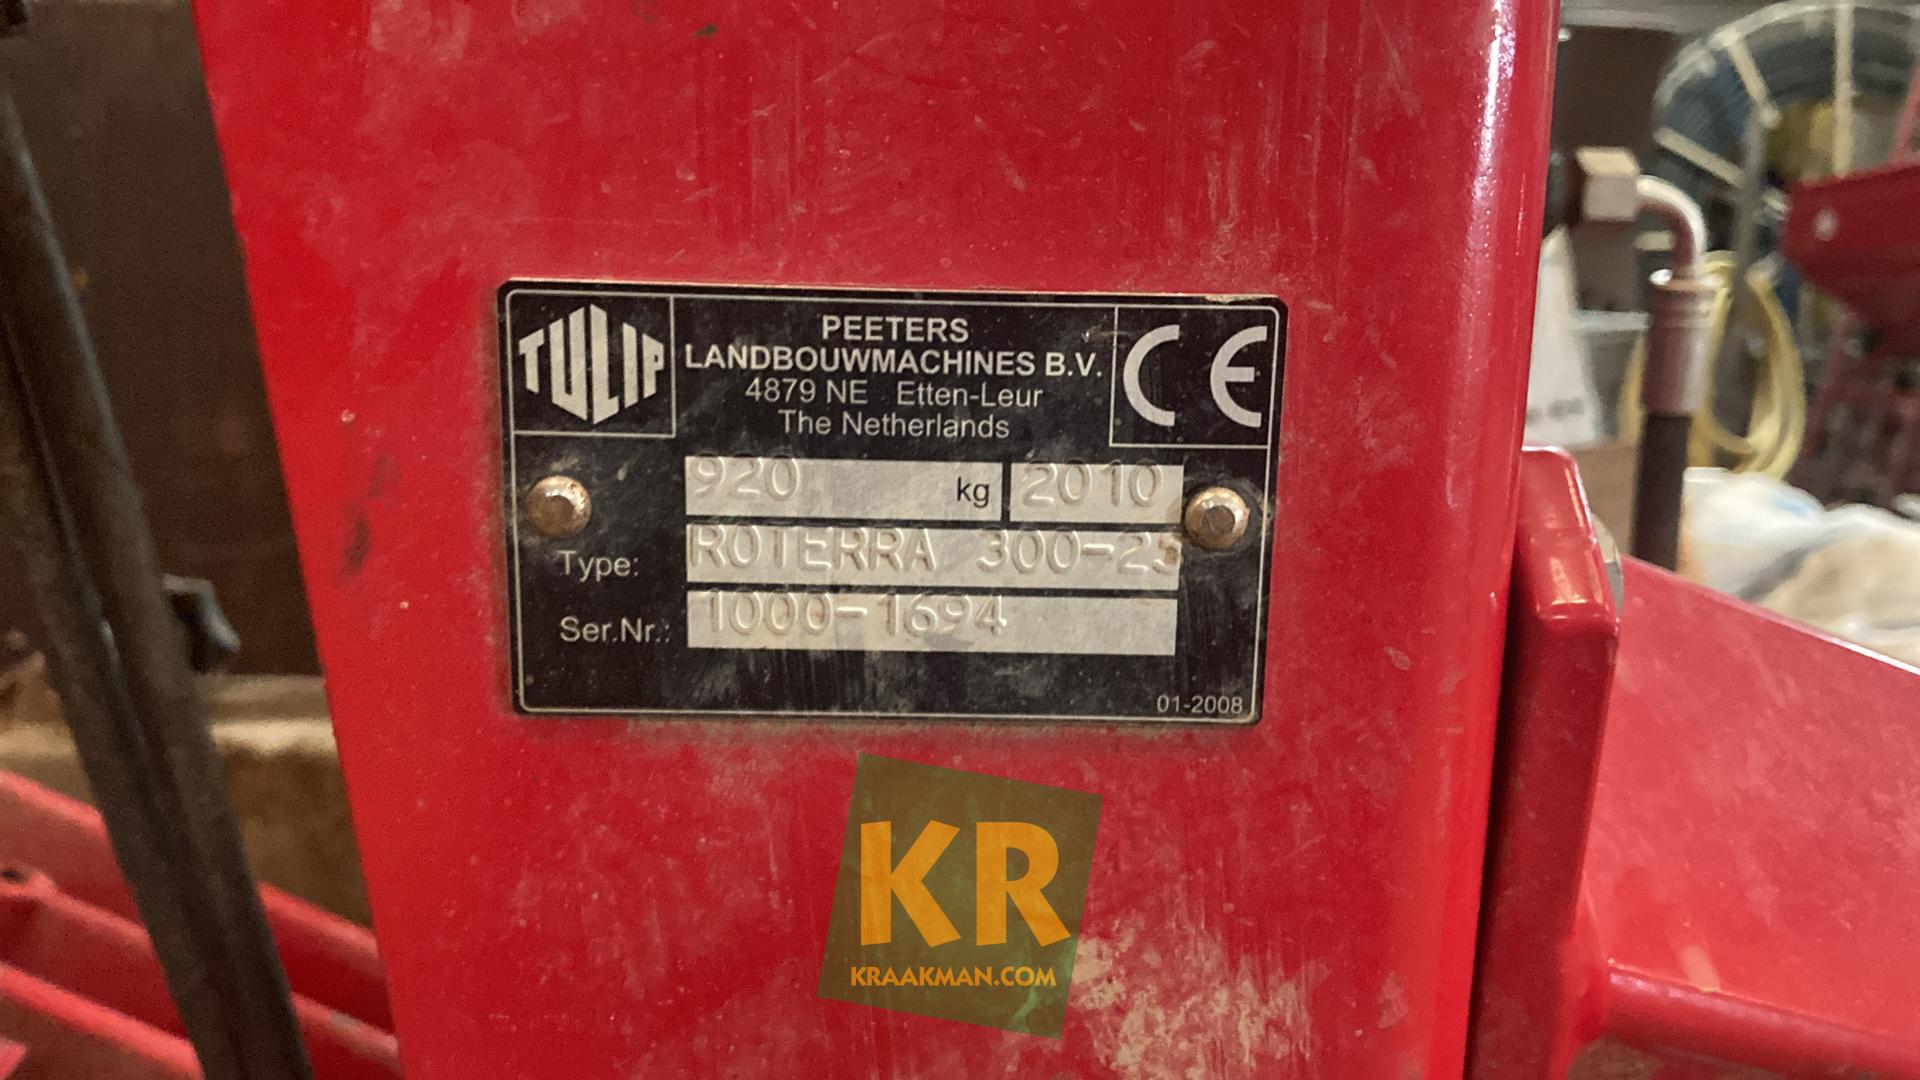 TULIP
PEETERS
LANDBOUWMACHINES B.V.
4879 NE Etten-Leur
The Netherlands
CE
920 kg 2010
Type: ROTERRA 300-25
Ser.Nr.: 1000-1694
01-2008
KR
KRAAKMAN.COM